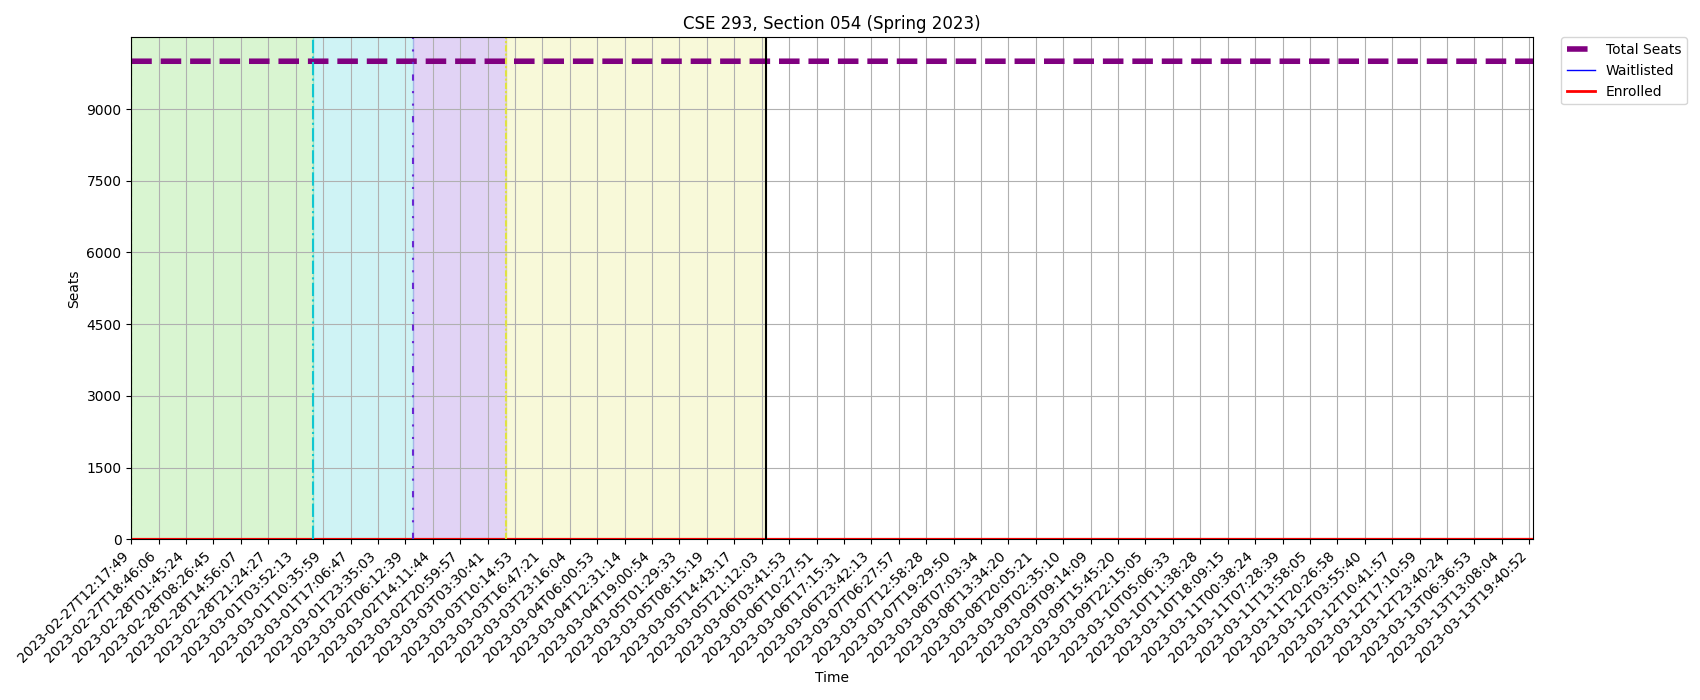 CSE 293, Section 054 (Spring 2023)
Total Seats
Waitlisted
Enrolled
Seats
9000
7500
6000
4500
3000
1500
0
2023-02-27T12:17:49
2023-02-27T18:46:06
2023-02-28T01:45:24
2023-02-28T08:26:45
2023-02-28T14:56:07
2023-02-28T21:24:27
2023-03-01T03:52:13
2023-03-01T10:35:59
2023-03-01T17:06:47
2023-03-01T23:35:03
2023-03-02T06:12:39
2023-03-02T14:11:44
2023-03-02T20:59:57
2023-03-03T03:30:41
2023-03-03T10:14:53
2023-03-03T16:47:21
2023-03-03T23:16:04
2023-03-04T06:00:53
2023-03-04T12:31:14
2023-03-04T19:00:54
2023-03-05T01:29:33
2023-03-05T08:15:19
2023-03-05T14:43:17
2023-03-05T21:12:03
2023-03-06T03:41:53
2023-03-06T10:27:51
2023-03-06T17:15:31
2023-03-06T23:42:13
2023-03-07T06:27:57
2023-03-07T12:58:28
2023-03-07T19:29:50
2023-03-08T07:03:34
2023-03-08T13:34:20
2023-03-08T20:05:21
2023-03-09T02:35:10
2023-03-09T09:14:09
2023-03-09T15:45:20
2023-03-09T22:15:05
2023-03-10T05:06:33
2023-03-10T11:38:28
2023-03-10T18:09:15
2023-03-11T00:38:24
2023-03-11T07:28:39
2023-03-11T13:58:05
2023-03-11T20:26:58
2023-03-12T03:55:40
2023-03-12T10:41:57
2023-03-12T17:10:59
2023-03-12T23:40:24
2023-03-13T06:36:53
2023-03-13T13:08:04
2023-03-13T19:40:52
Time